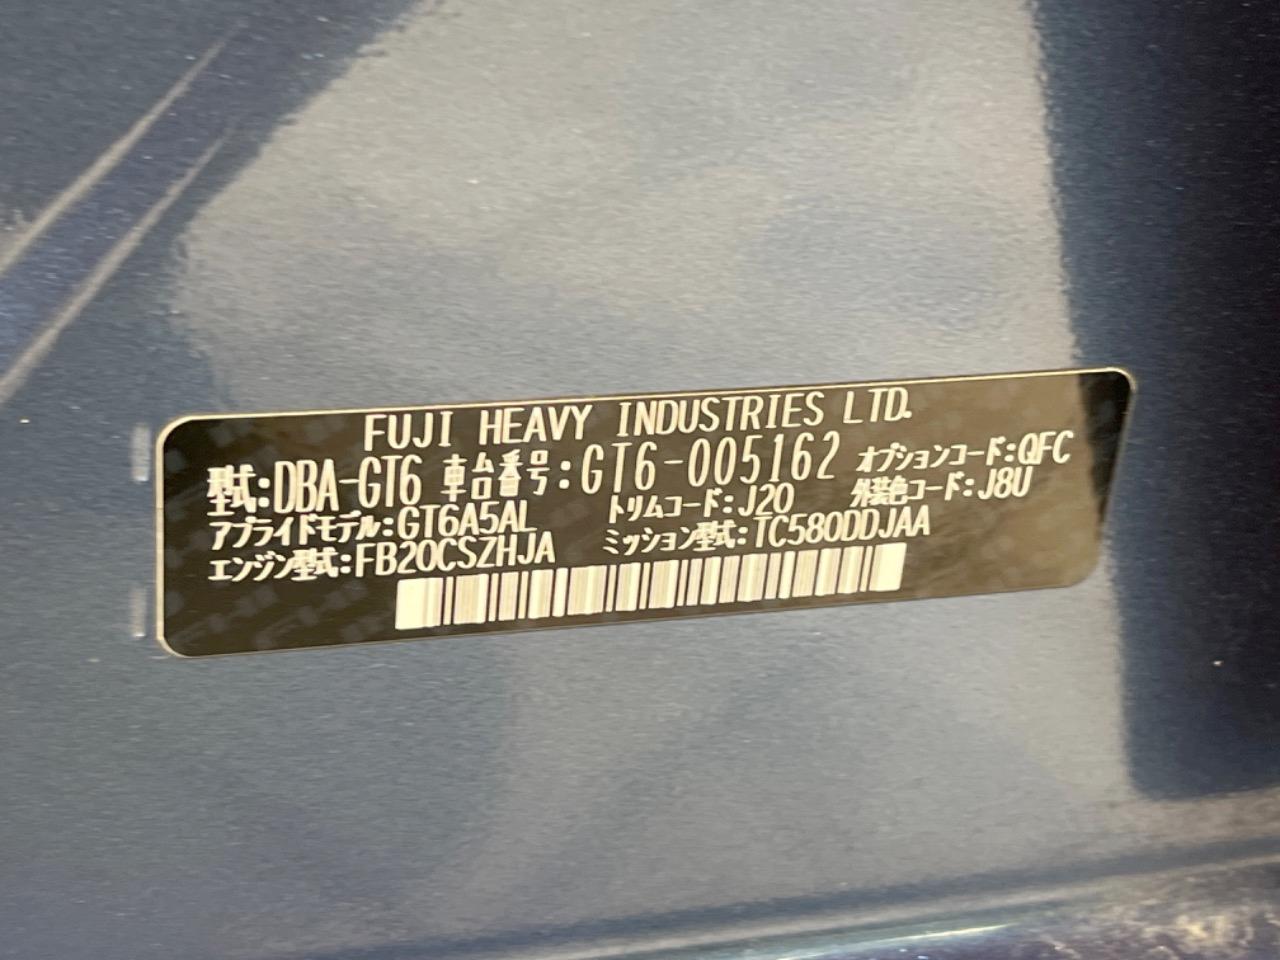 FUJI HEAVY INDUSTRIES LTD.
型式:DBA-GT6 車台番号:GT6-005162 オプションコード:QFC
アプライドモデル:GT6A5AL トリムコード:J20 外装色コード:J8U
エンジン型式:FB20CSZHJA ミッション型式:TC580DDJAA